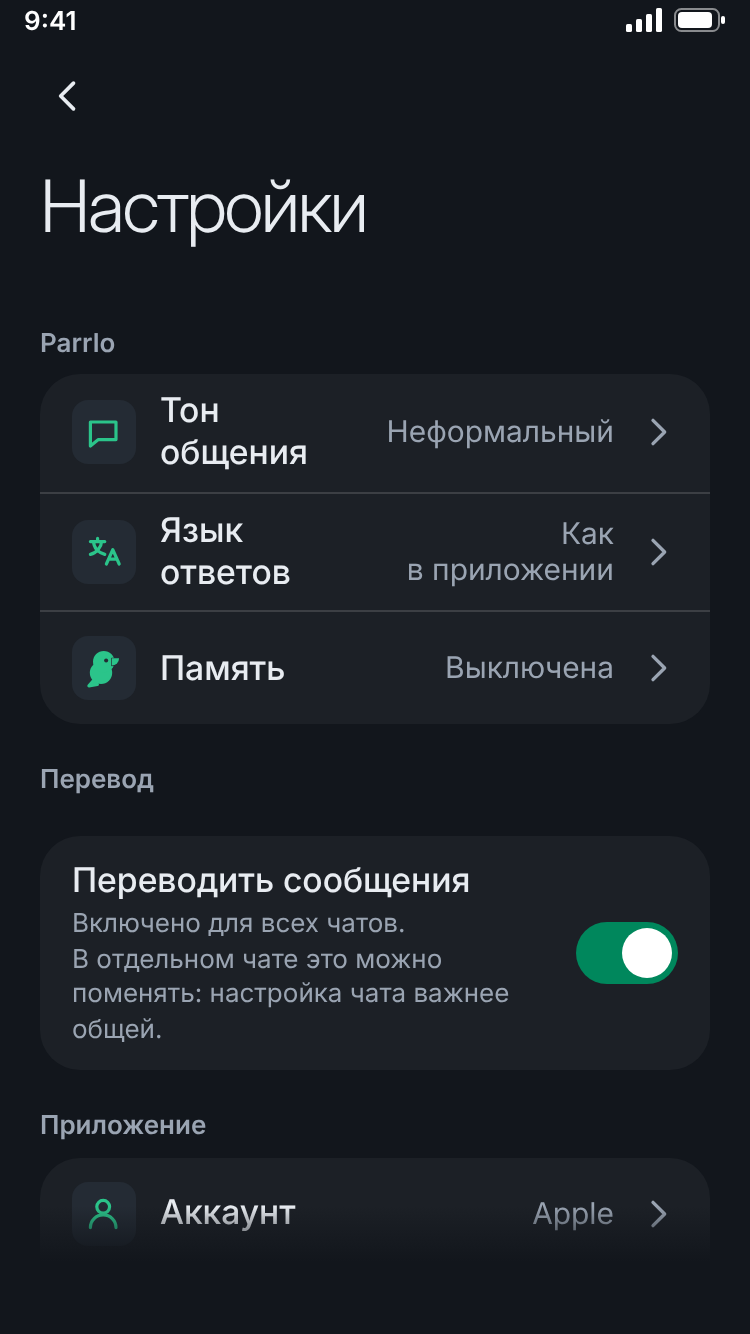 9:41
Настройки
Parrlo
Тон
общения
Неформальный
Язык
ответов
Как
в приложении
Память
Выключена
Перевод
Переводить сообщения
Включено для всех чатов.
В отдельном чате это можно
поменять: настройка чата важнее
общей.
Приложение
Аккаунт
Apple